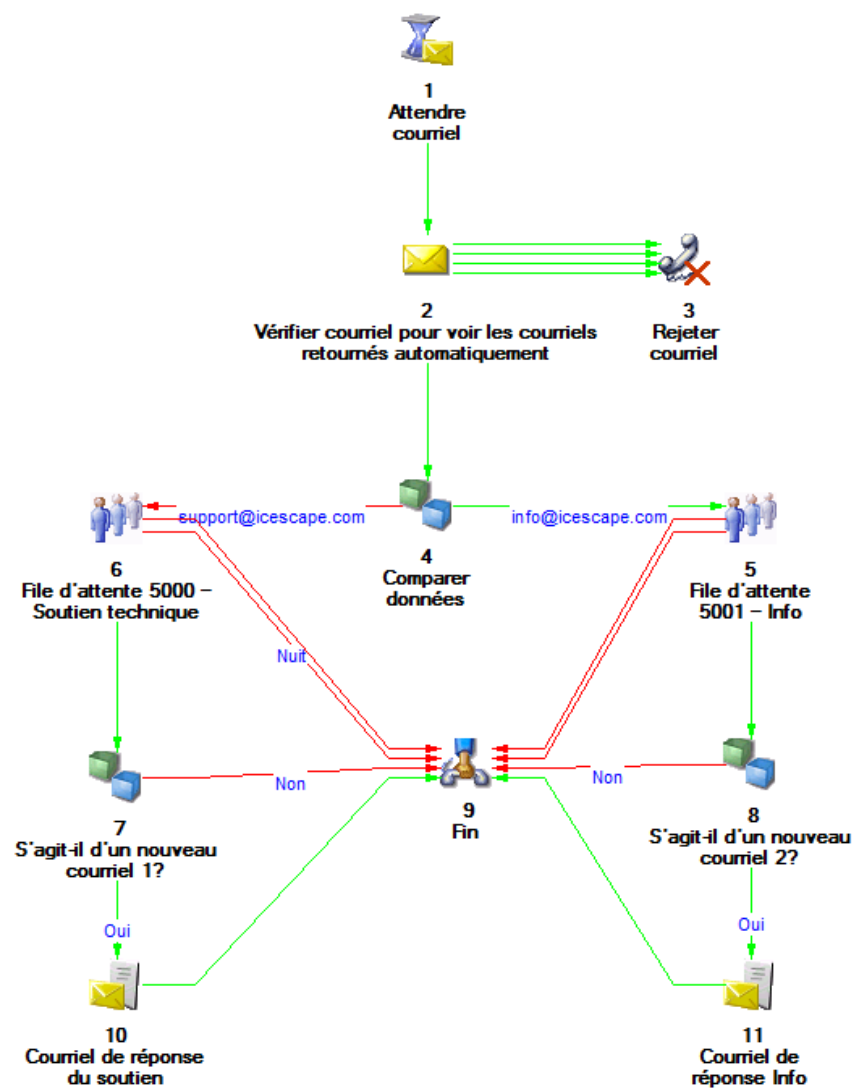 1
Attendre
courriel
2
Vérifier courriel pour voir les courriels
retournés automatiquement
3
Rejeter
courriel
support@icescape.com
info@icescape.com
4
Comparer
données
6
File d'attente 5000 –
Soutien technique
5
File d'attente
5001 – Info
Nuit
Non
Non
9
Fin
7
S'agit-il d'un nouveau
courriel 1?
8
S'agit-il d'un nouveau
courriel 2?
Oui
Oui
10
Courriel de réponse
du soutien
11
Courriel de
réponse Info